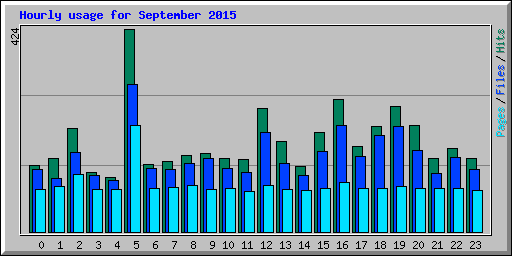 Hourly usage for September 2015
424
Pages / Files / Hits
0 1 2 3 4 5 6 7 8 9 10 11 12 13 14 15 16 17 18 19 20 21 22 23